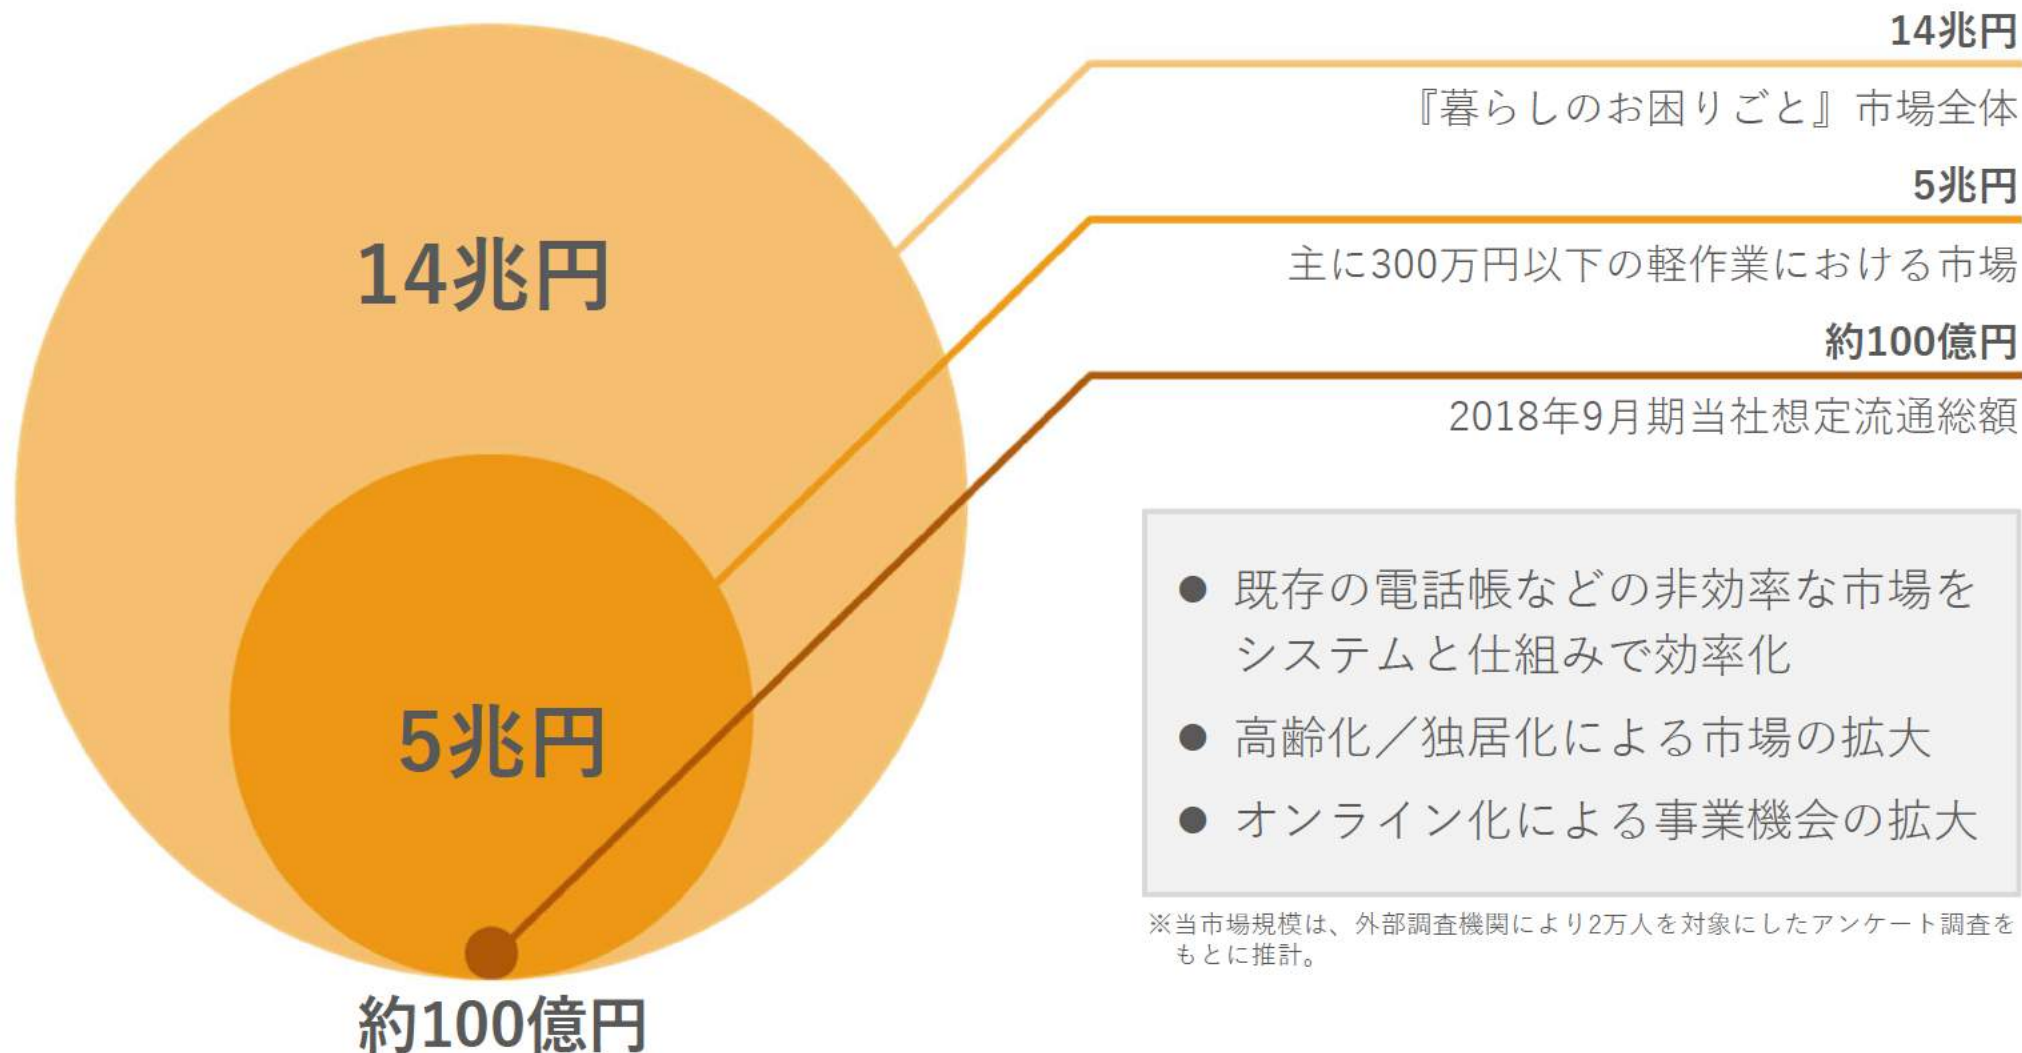 14兆円
5兆円
約100億円
14兆円
『暮らしのお困りごと』市場全体
5兆円
主に300万円以下の軽作業における市場
約100億円
2018年9月期当社想定流通総額
● 既存の電話帳などの非効率な市場を
システムと仕組みで効率化
● 高齢化／独居化による市場の拡大
● オンライン化による事業機会の拡大
※当市場規模は、外部調査機関により2万人を対象にしたアンケート調査を
もとに推計。